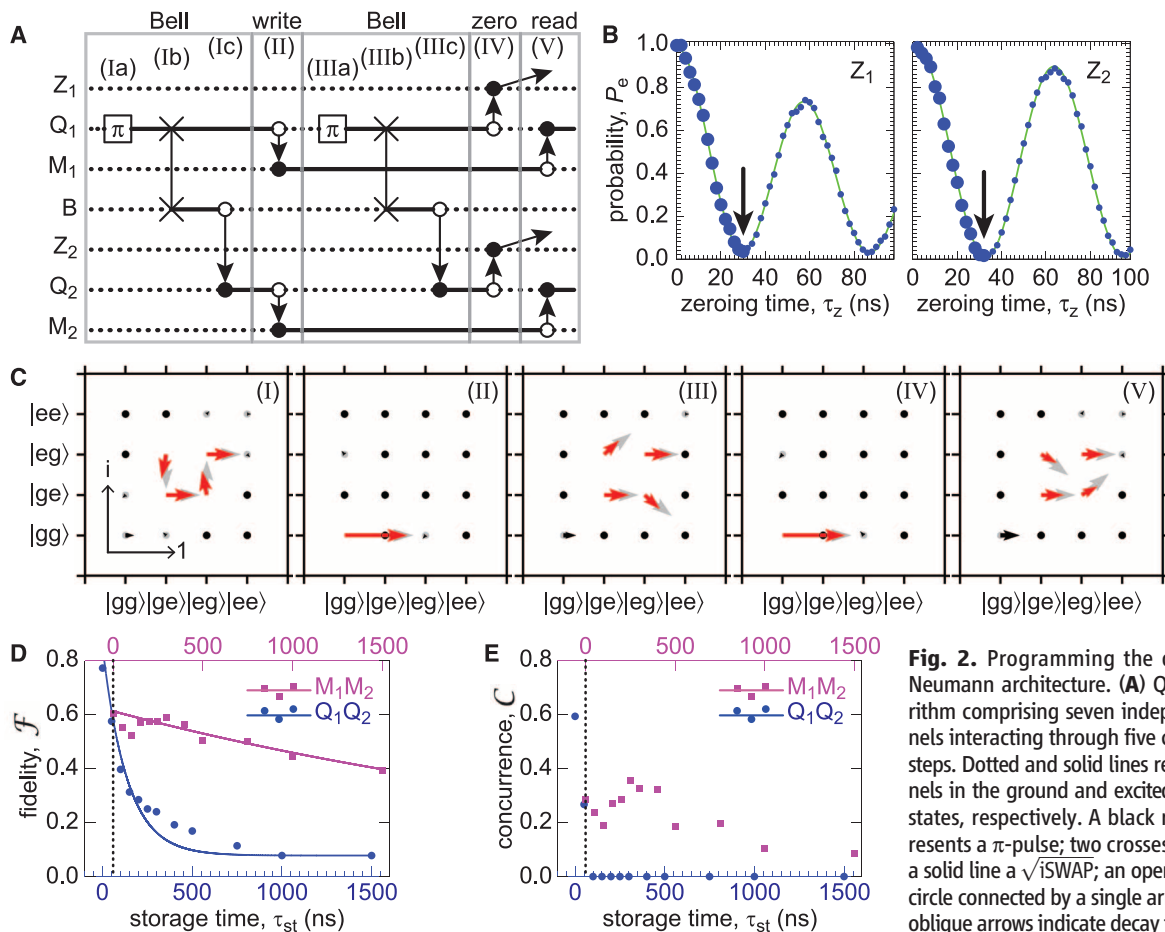 A
Bell
write
Bell
zero
read
(Ia)
(Ib)
(Ic)
(II)
(IIIa)
(IIIb)
(IIIc)
(IV)
(V)
Z1
Q1
M1
B
Z2
Q2
M2
π
π
B
probability, Pe
1.0
0.8
0.6
0.4
0.2
0.0
Z1
0 20 40 60 80
zeroing time, τz (ns)
Z2
0 20 40 60 80 100
zeroing time, τz (ns)
C
(I)
(II)
(III)
(IV)
(V)
|ee⟩
|eg⟩
|ge⟩
|gg⟩
i
1
|gg⟩|ge⟩|eg⟩|ee⟩
|gg⟩|ge⟩|eg⟩|ee⟩
|gg⟩|ge⟩|eg⟩|ee⟩
|gg⟩|ge⟩|eg⟩|ee⟩
|gg⟩|ge⟩|eg⟩|ee⟩
D
0 500 1000 1500
fidelity, ℱ
0.8
0.6
0.4
0.2
0.0
M1M2
Q1Q2
0 500 1000 1500
storage time, τst (ns)
E
0 500 1000 1500
concurrence, 𝒞
0.8
0.6
0.4
0.2
0.0
M1M2
Q1Q2
0 500 1000 1500
storage time, τst (ns)
Fig. 2. Programming the
Neumann architecture. (A) Q
rithm comprising seven indep
nels interacting through five
steps. Dotted and solid lines re
nels in the ground and excited
states, respectively. A black
resents a π-pulse; two crosses
a solid line a √iSWAP; an open
circle connected by a single ar
oblique arrows indicate decay